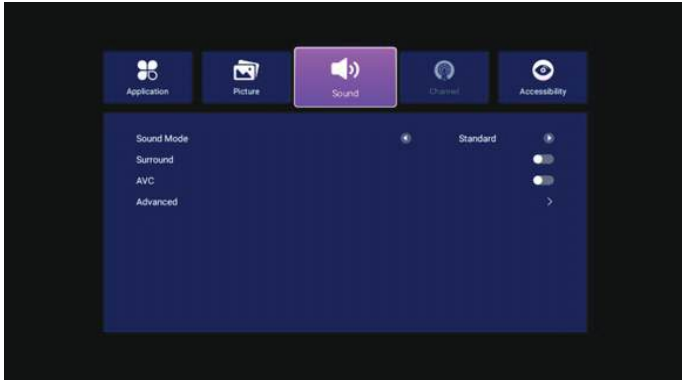 Application
Picture
Sound
Channel
Accessibility
Sound Mode
Standard
Surround
AVC
Advanced